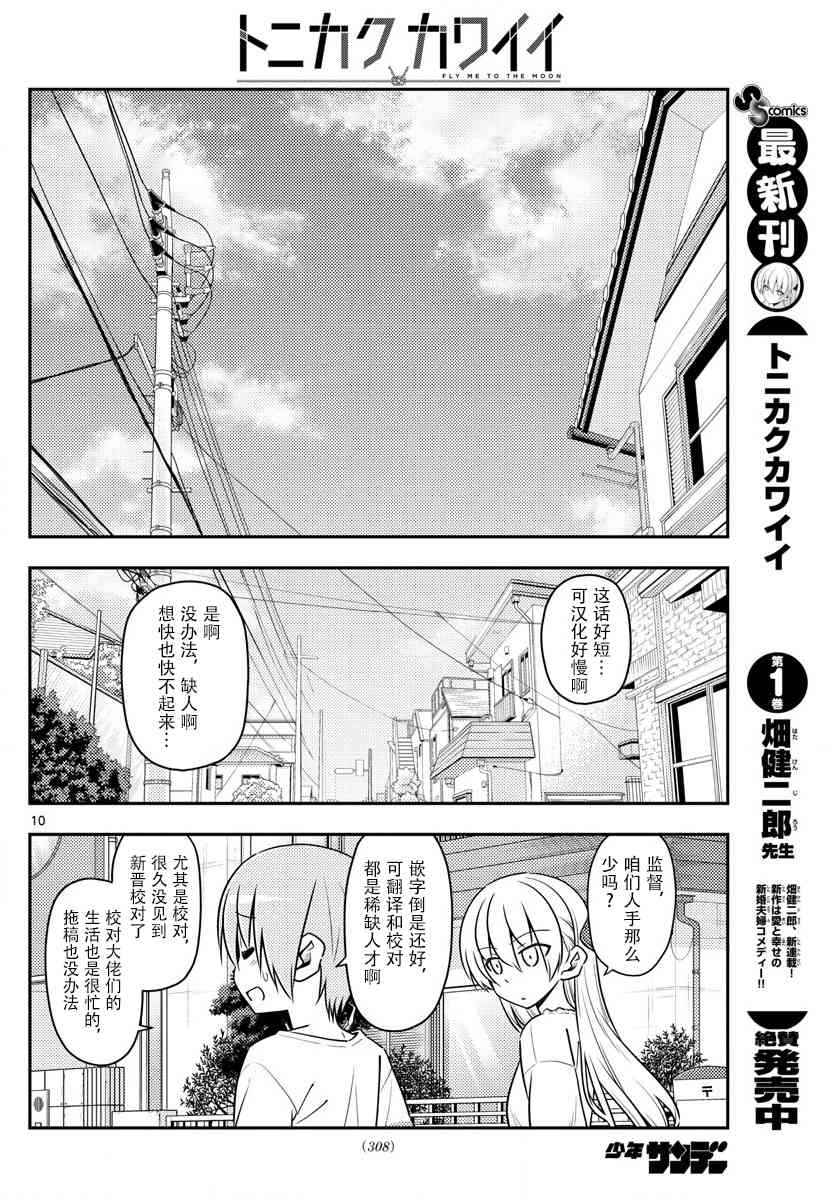 トニカクカワイイ
FLY ME TO THE MOON
SS comics
最新刊
トニカクカワイイ
第1巻
畑健二郎先生
はた けん じ ろう
畑健二郎、新連載!
新作は愛と幸せの
新婚夫婦コメディー!!
絶賛
発売中
这话好短…
可汉化好慢啊
是啊
没办法,缺人啊
想快也快不起来…
10
监督,
咱们人手那么
少吗?
嵌字倒是还好,
可翻译和校对
都是稀缺人才啊
尤其是校对,
很久没见到
新晋校对了
校对大佬们的
生活也是很忙的,
拖稿也没办法
〒
(308)
少年サンデー